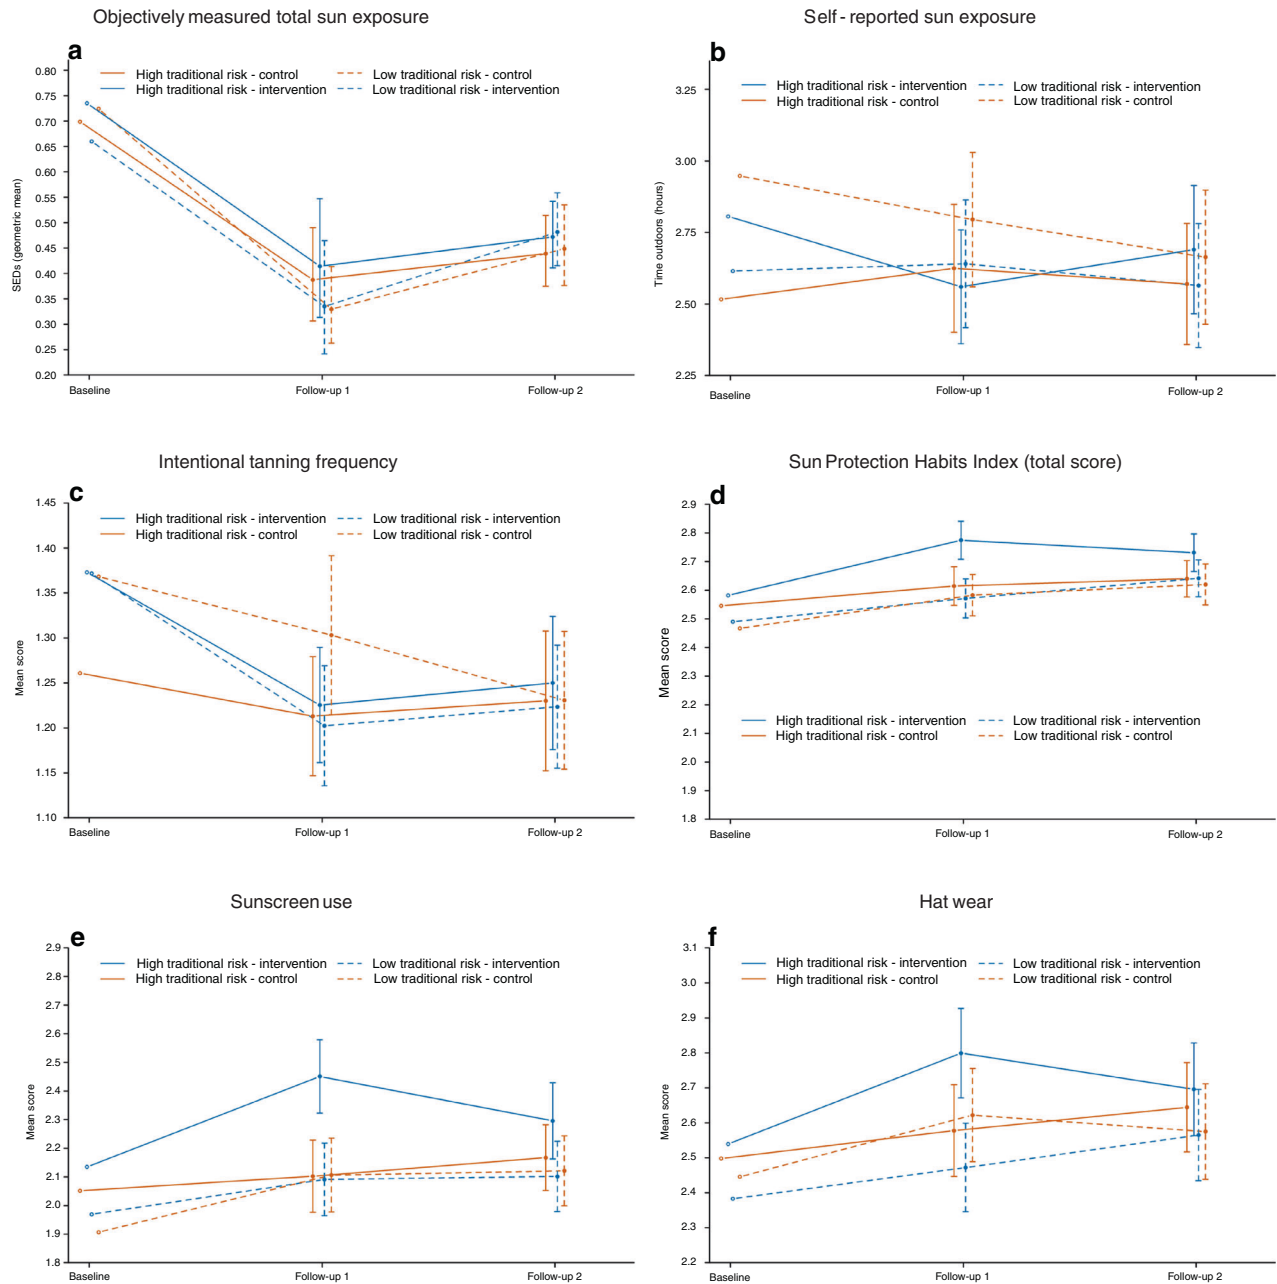 Objectively measured total sun exposure
a
High traditional risk - control
Low traditional risk - control
High traditional risk - intervention
Low traditional risk - intervention
SEDs (geometric mean)
0.80
0.75
0.70
0.65
0.60
0.55
0.50
0.45
0.40
0.35
0.30
0.25
0.20
Baseline
Follow-up 1
Follow-up 2
Self - reported sun exposure
b
High traditional risk - intervention
Low traditional risk - intervention
High traditional risk - control
Low traditional risk - control
Time outdoors (hours)
3.25
3.00
2.75
2.50
2.25
Baseline
Follow-up 1
Follow-up 2
Intentional tanning frequency
c
High traditional risk - intervention
Low traditional risk - intervention
High traditional risk - control
Low traditional risk - control
Mean score
1.45
1.40
1.35
1.30
1.25
1.20
1.15
1.10
Baseline
Follow-up 1
Follow-up 2
Sun Protection Habits Index (total score)
d
Mean score
2.9
2.8
2.7
2.6
2.5
2.4
2.3
2.2
2.1
2.0
1.9
1.8
High traditional risk - intervention
Low traditional risk - intervention
High traditional risk - control
Low traditional risk - control
Baseline
Follow-up 1
Follow-up 2
Sunscreen use
e
High traditional risk - intervention
Low traditional risk - intervention
High traditional risk - control
Low traditional risk - control
Mean score
2.9
2.8
2.7
2.6
2.5
2.4
2.3
2.2
2.1
2.0
1.9
1.8
Baseline
Follow-up 1
Follow-up 2
Hat wear
f
High traditional risk - intervention
Low traditional risk - intervention
High traditional risk - control
Low traditional risk - control
Mean score
3.1
3.0
2.9
2.8
2.7
2.6
2.5
2.4
2.3
2.2
Baseline
Follow-up 1
Follow-up 2